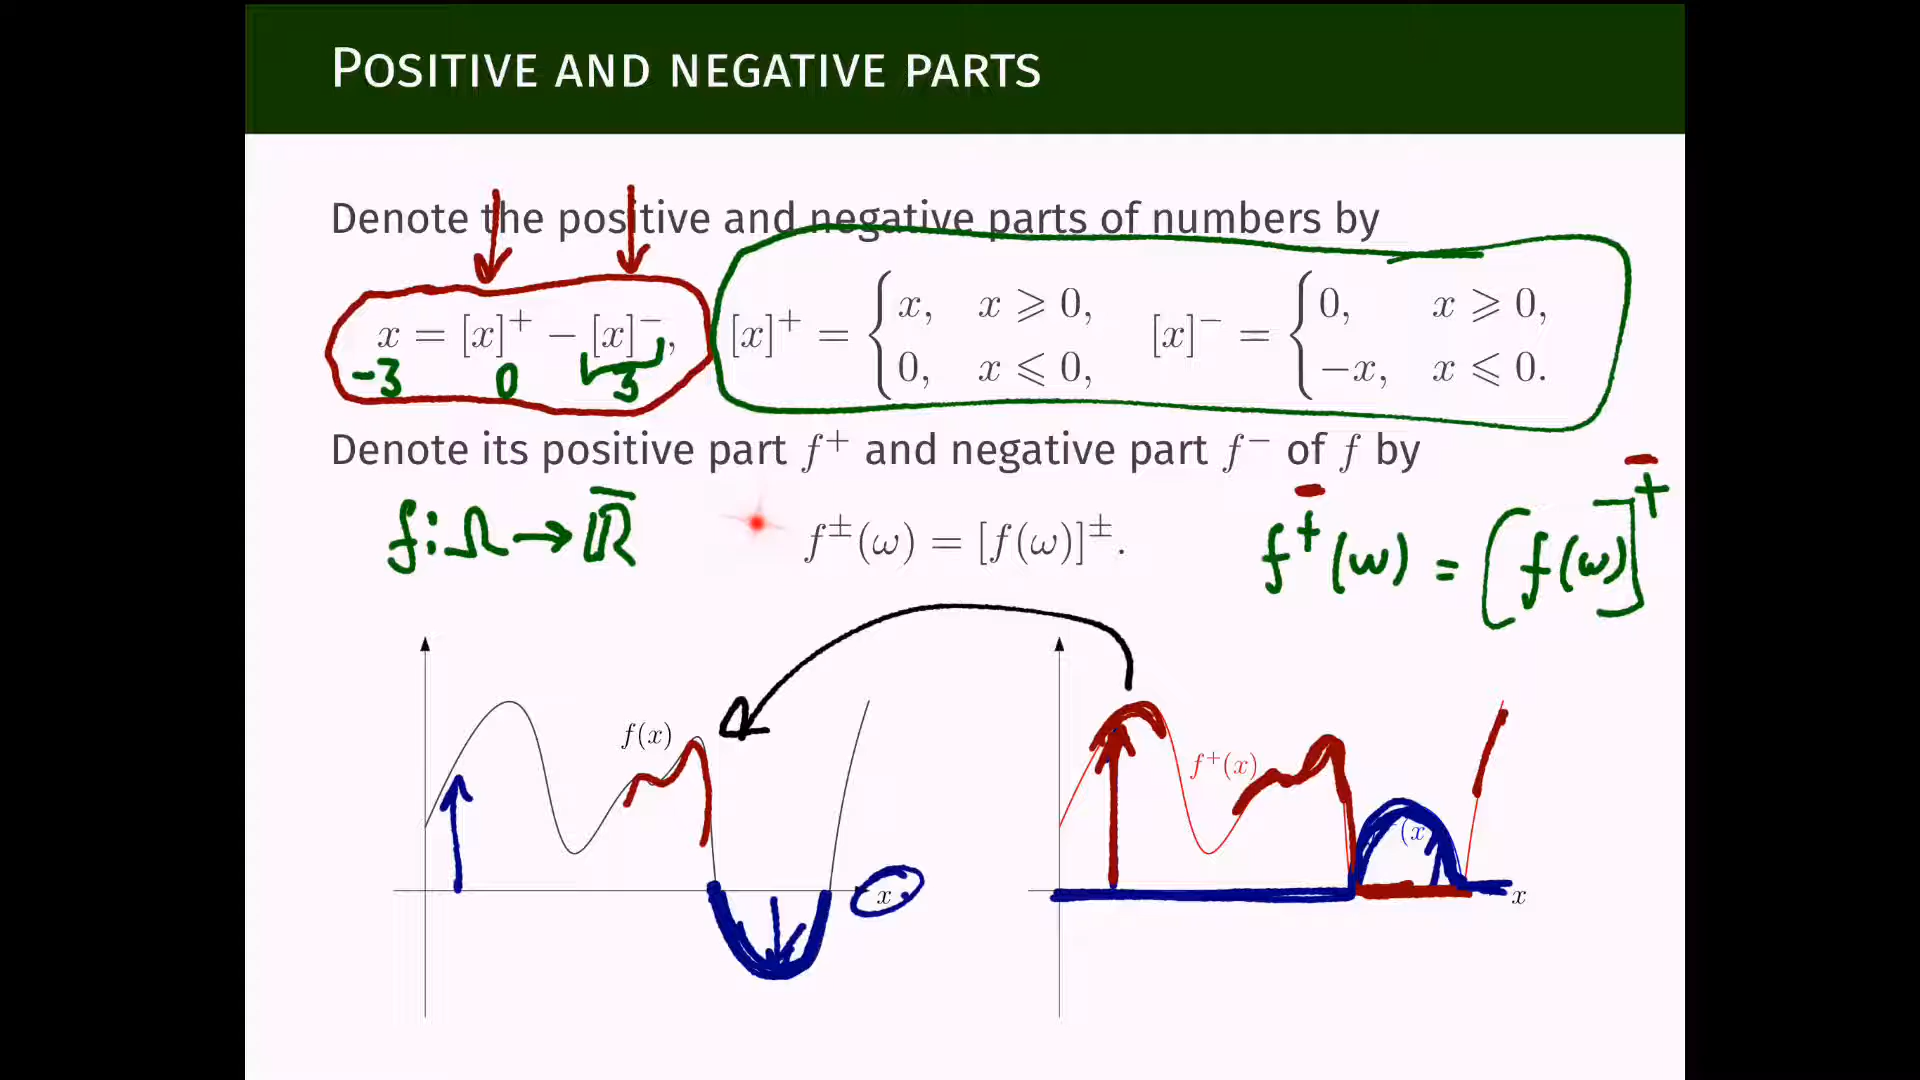 POSITIVE AND NEGATIVE PARTS
Denote the positive and negative parts of numbers by
x = [x]⁺ − [x]⁻, [x]⁺ = { x, x ⩾ 0, 0, x ⩽ 0, [x]⁻ = { 0, x ⩾ 0, −x, x ⩽ 0.
-3 0 3
Denote its positive part f⁺ and negative part f⁻ of f by
f: Ω → ℝ̅ f^±(ω) = [f(ω)]^±. f^+(ω) = [f(ω)]^+
f(x)
f⁺(x)
(x
x
x